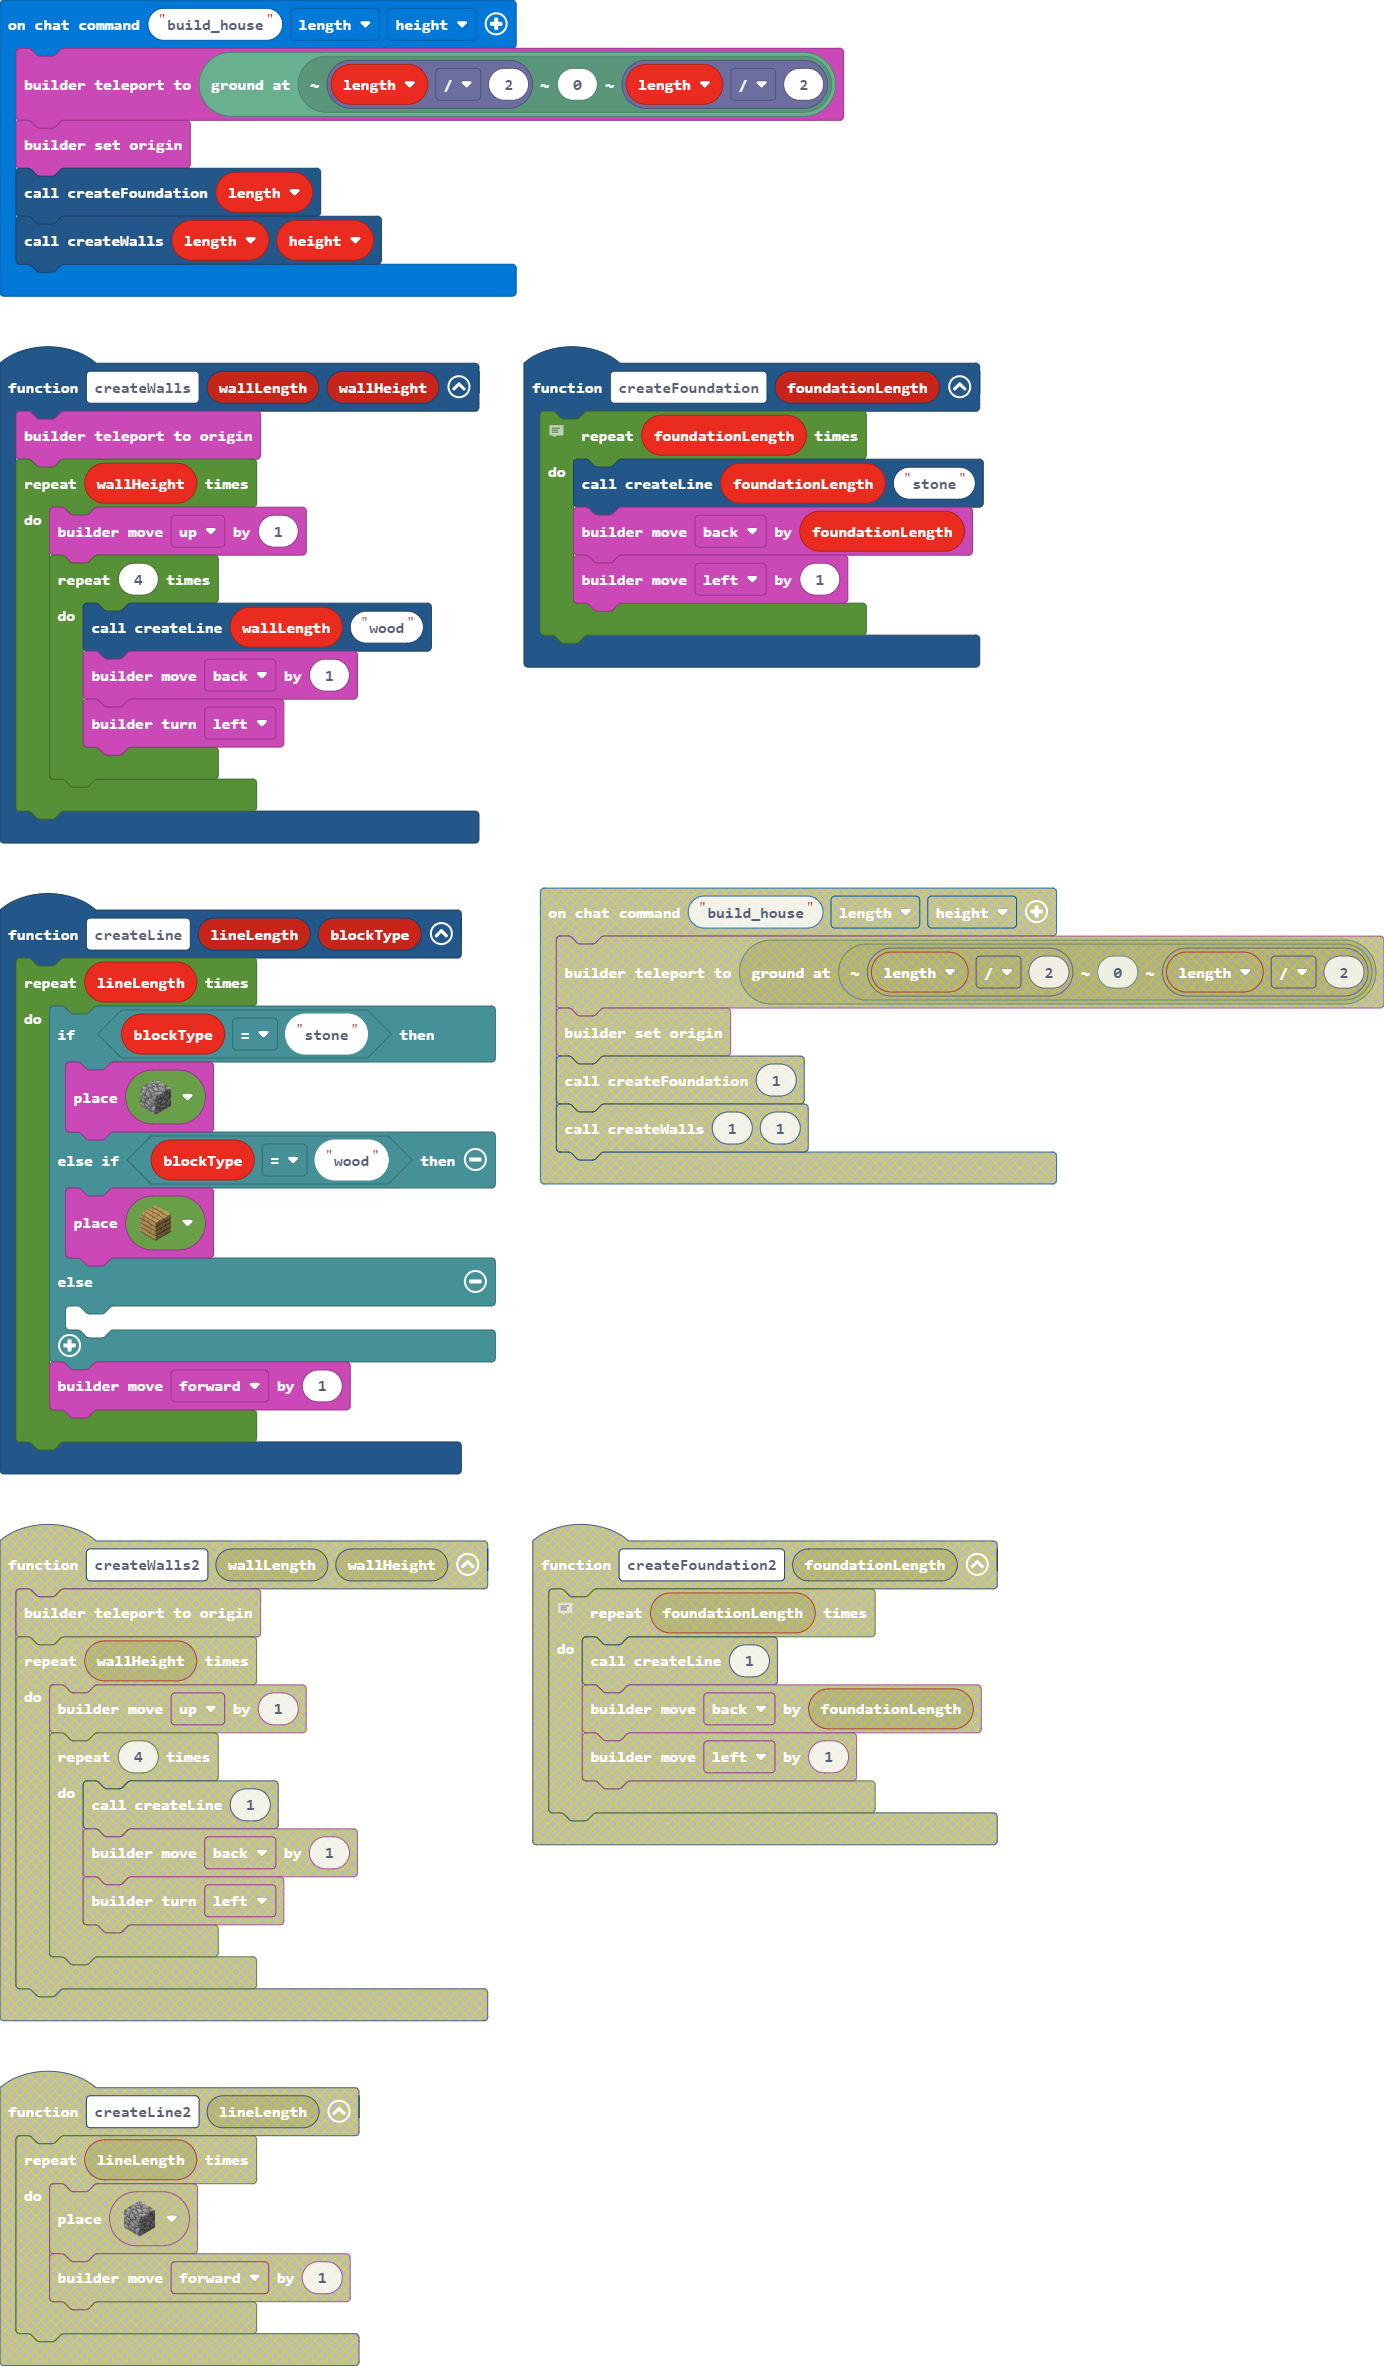 on chat command "build_house" length height
builder teleport to ground at ~ length / 2 ~ 0 ~ length / 2
builder set origin
call createFoundation length
call createWalls length height
function createWalls wallLength wallHeight
builder teleport to origin
repeat wallHeight times
do
builder move up by 1
repeat 4 times
do
call createLine wallLength "wood"
builder move back by 1
builder turn left
function createFoundation foundationLength
repeat foundationLength times
do
call createLine foundationLength "stone"
builder move back by foundationLength
builder move left by 1
function createLine lineLength blockType
repeat lineLength times
do
if blockType = "stone" then
place
else if blockType = "wood" then
place
else
builder move forward by 1
on chat command "build_house" length height
builder teleport to ground at ~ length / 2 ~ 0 ~ length / 2
builder set origin
call createFoundation 1
call createWalls 1 1
function createWalls2 wallLength wallHeight
builder teleport to origin
repeat wallHeight times
do
builder move up by 1
repeat 4 times
do
call createLine 1
builder move back by 1
builder turn left
function createFoundation2 foundationLength
repeat foundationLength times
do
call createLine 1
builder move back by foundationLength
builder move left by 1
function createLine2 lineLength
repeat lineLength times
do
place
builder move forward by 1